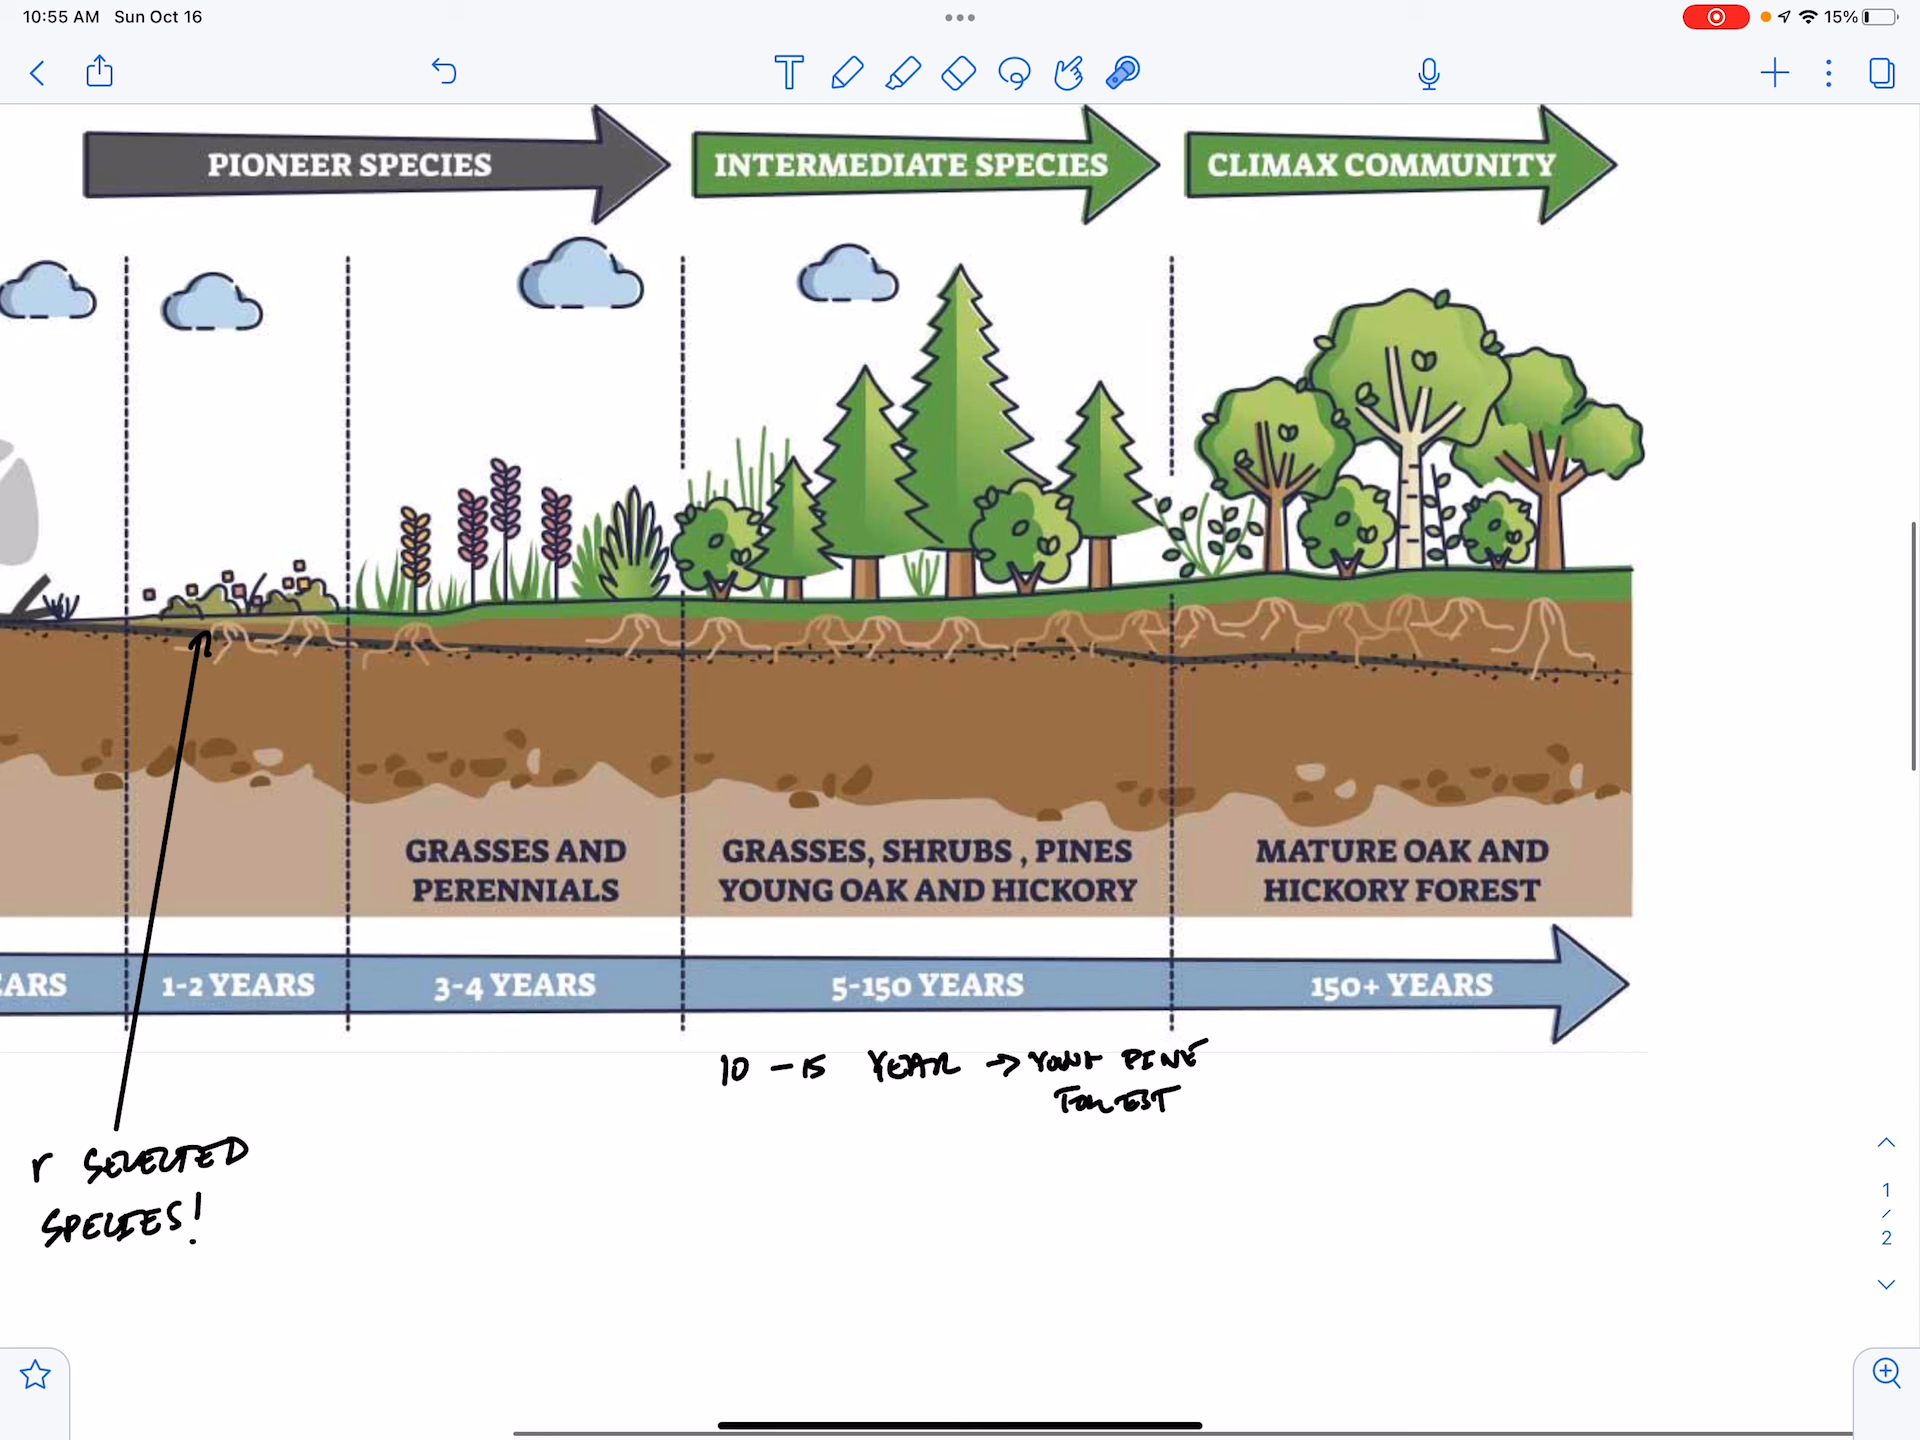 10:55 AM Sun Oct 16
15%
PIONEER SPECIES
INTERMEDIATE SPECIES
CLIMAX COMMUNITY
GRASSES AND
PERENNIALS
GRASSES, SHRUBS , PINES
YOUNG OAK AND HICKORY
MATURE OAK AND
HICKORY FOREST
EARS
1-2 YEARS
3-4 YEARS
5-150 YEARS
150+ YEARS
10 - 15 YEAR → PINE
FOREST
r SELECTED
SPECIES!
1
/
2